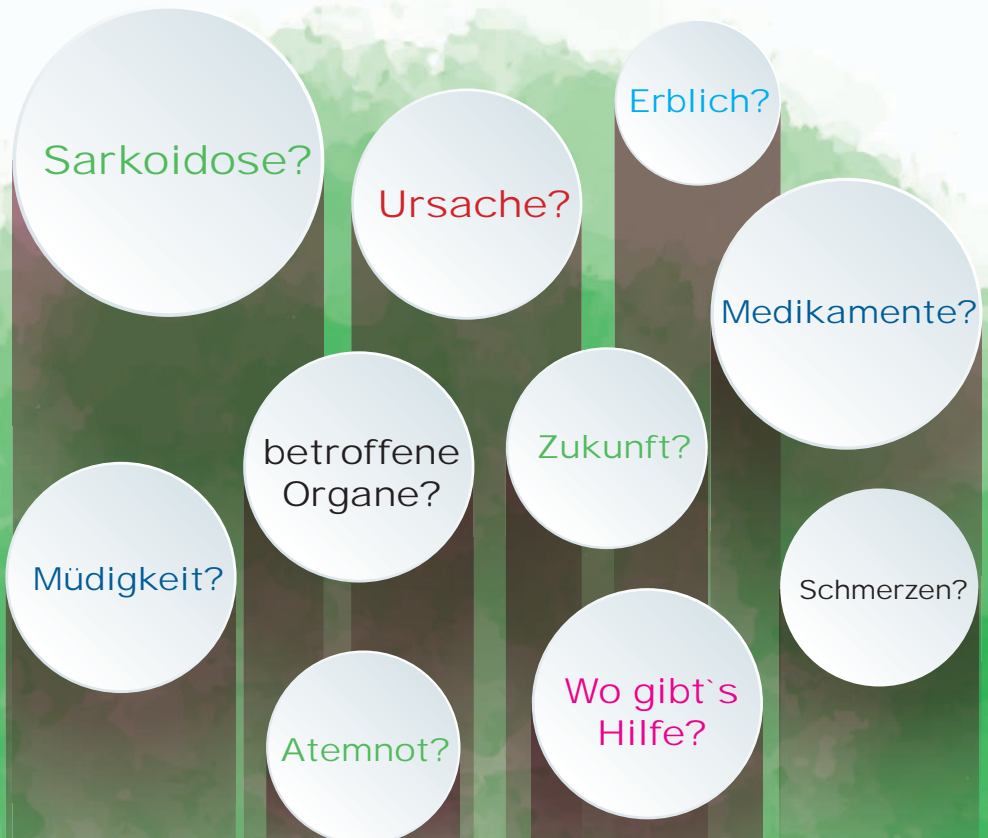 Sarkoidose?
Ursache?
Erblich?
Medikamente?
betroffene
Organe?
Zukunft?
Müdigkeit?
Schmerzen?
Atemnot?
Wo gibt`s
Hilfe?